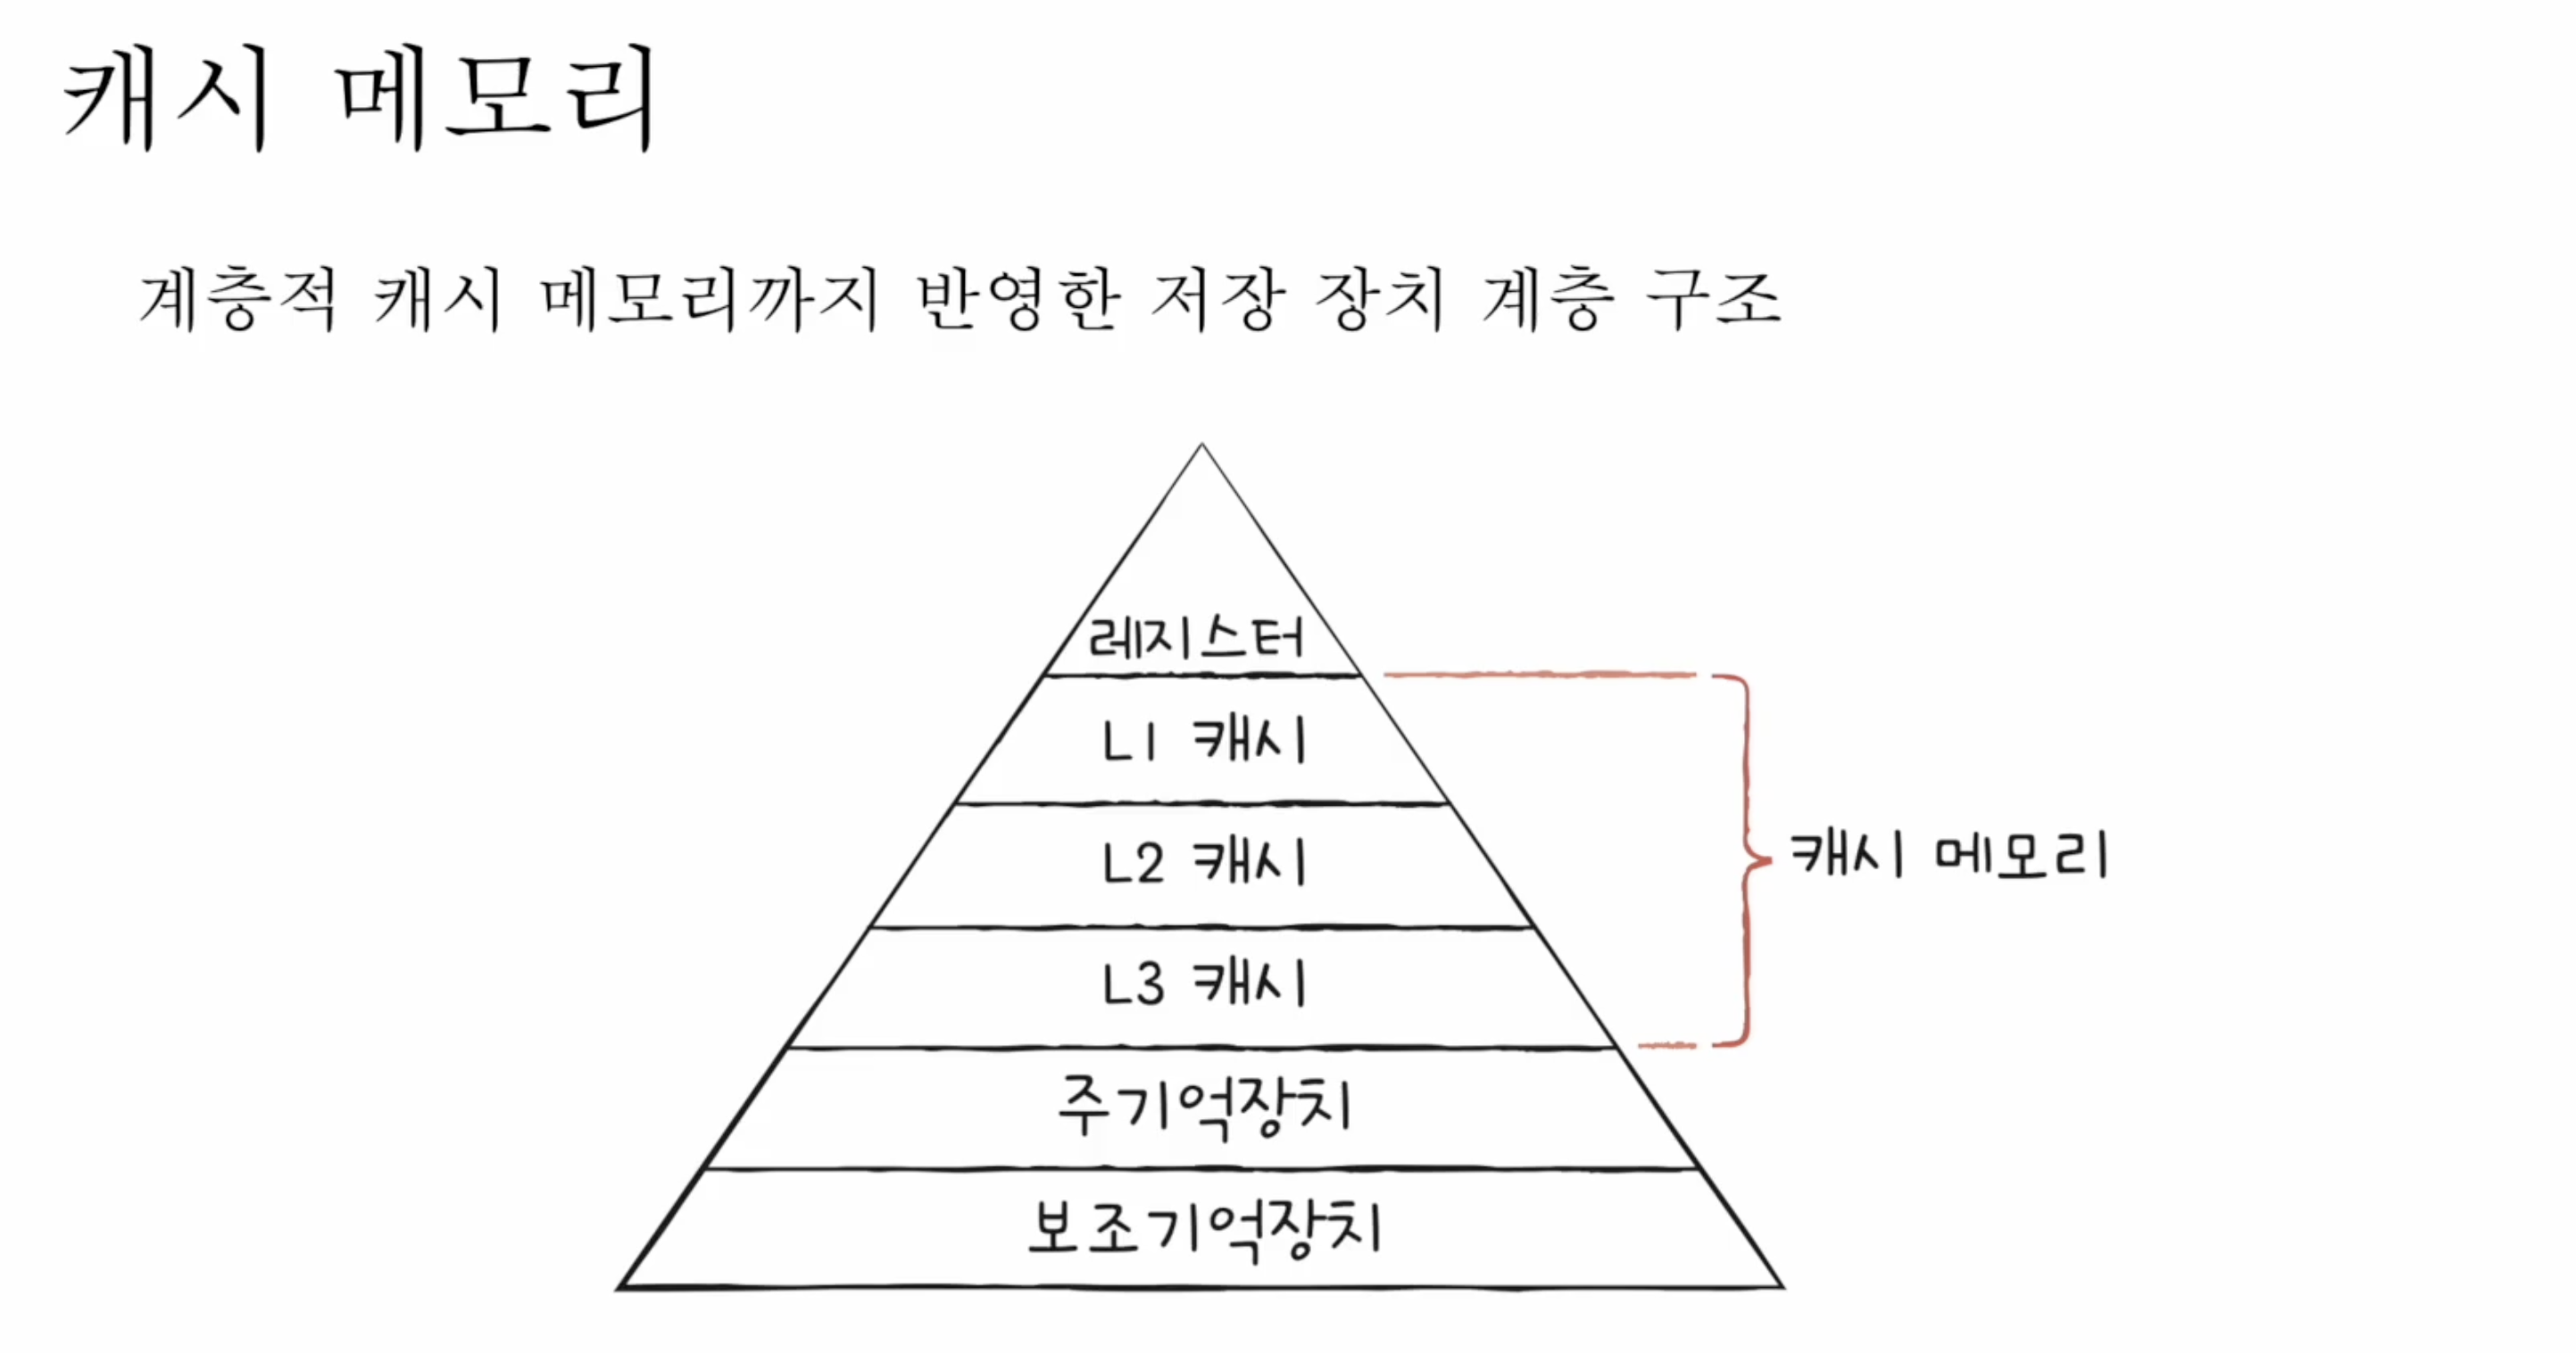 캐시 메모리
계층적 캐시 메모리까지 반영한 저장 장치 계층 구조
레지스터
L1 캐시
L2 캐시
캐시 메모리
L3 캐시
주기억장치
보조기억장치